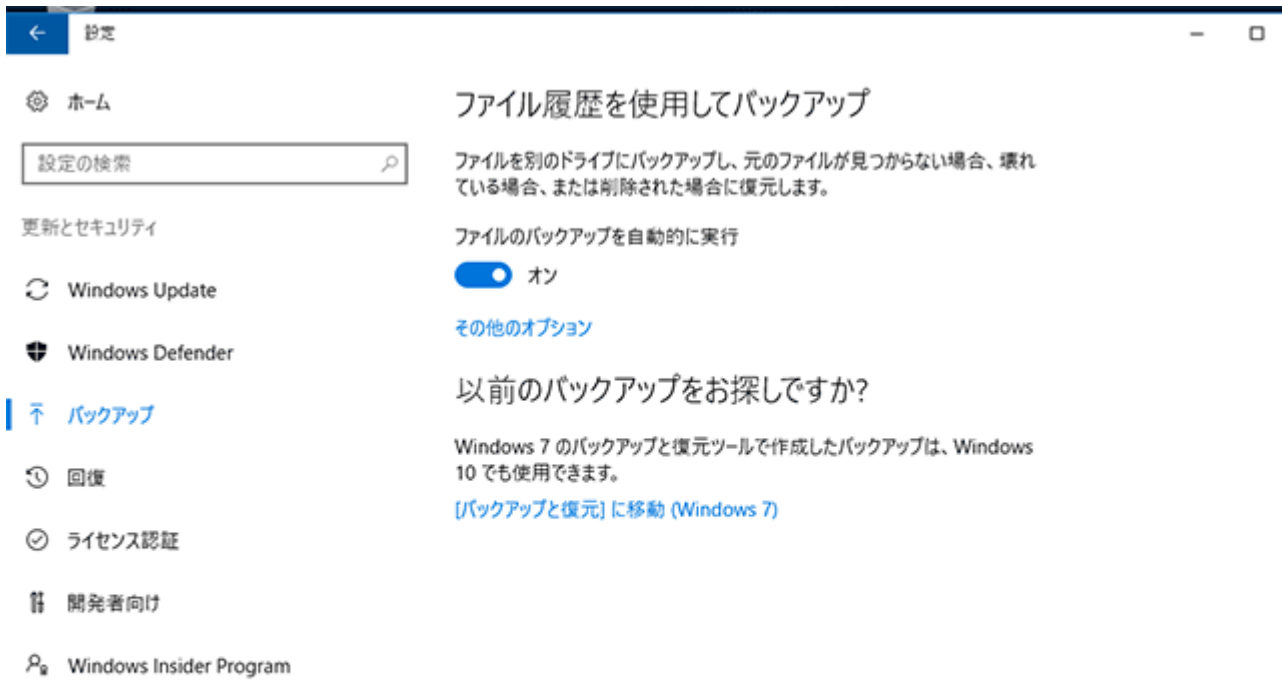 設定
ホーム
設定の検索
更新とセキュリティ
Windows Update
Windows Defender
バックアップ
回復
ライセンス認証
開発者向け
Windows Insider Program
ファイル履歴を使用してバックアップ
ファイルを別のドライブにバックアップし、元のファイルが見つからない場合、壊れ
ている場合、または削除された場合に復元します。
ファイルのバックアップを自動的に実行
オン
その他のオプション
以前のバックアップをお探しですか?
Windows 7 のバックアップと復元ツールで作成したバックアップは、Windows
10 でも使用できます。
[バックアップと復元] に移動 (Windows 7)